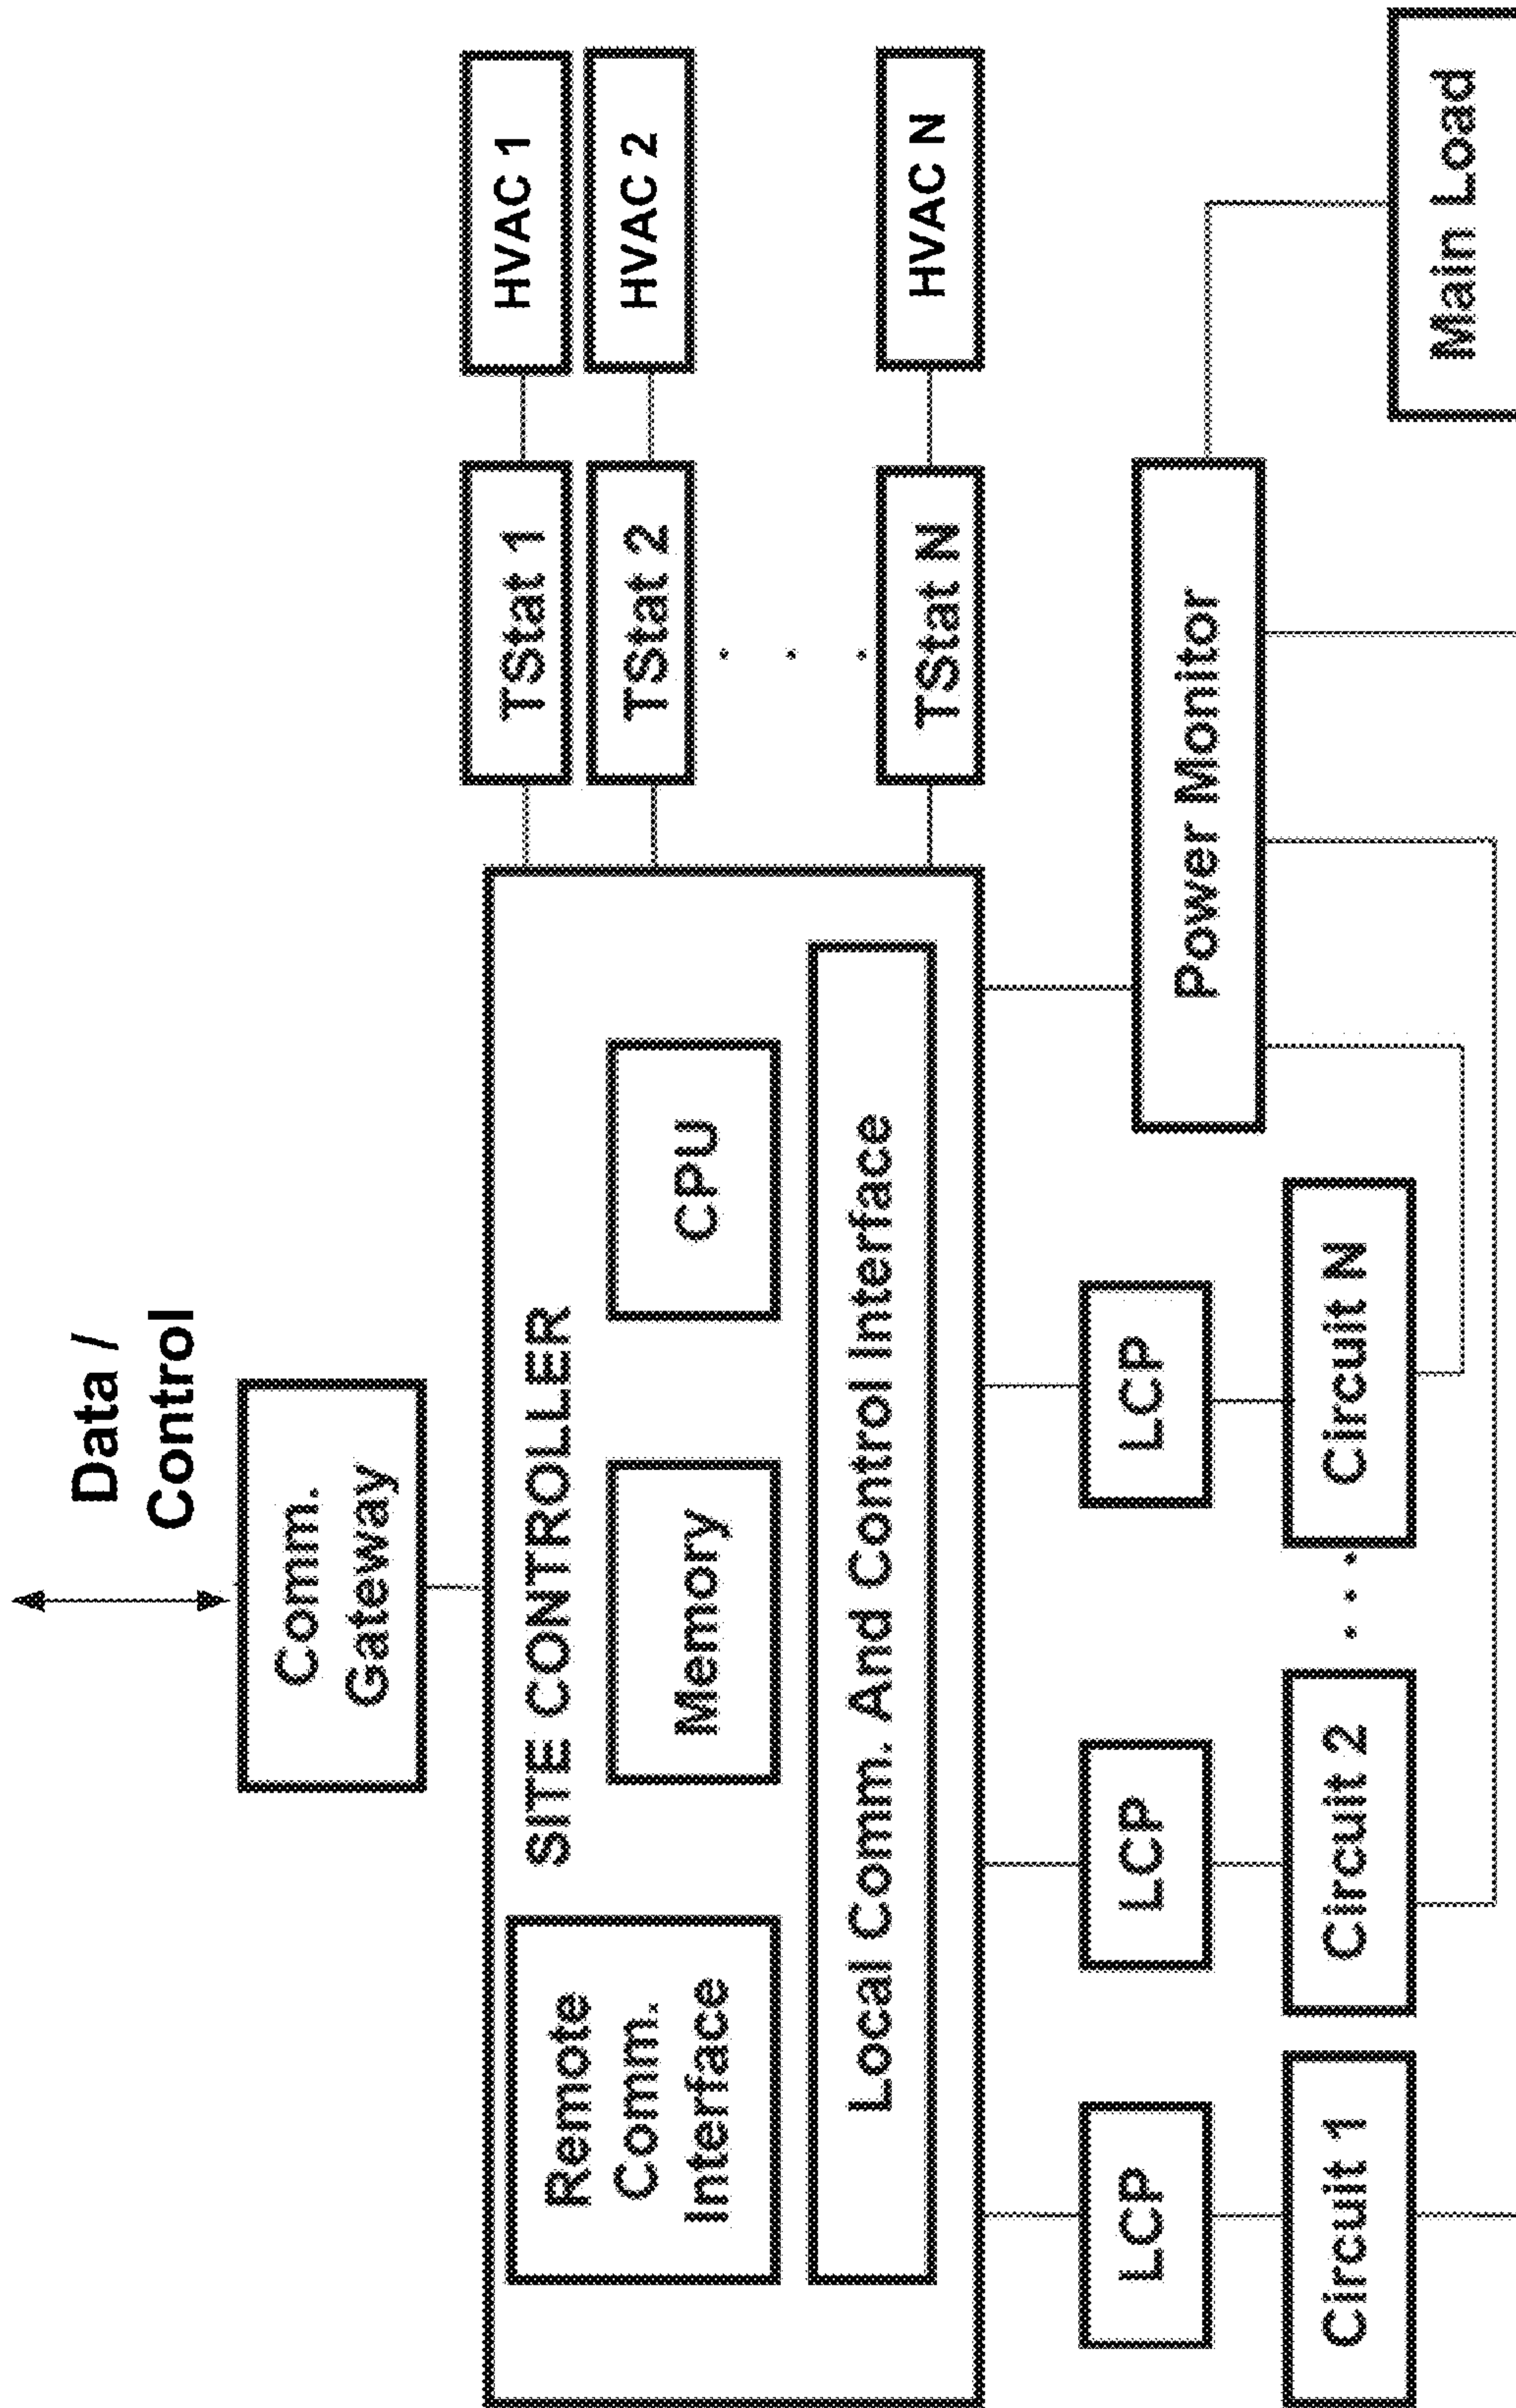 Data /
Control
Comm.
Gateway
SITE CONTROLLER
Remote
Comm.
Interface
Memory
CPU
Local Comm. And Control Interface
TStat 1
HVAC 1
TStat 2
HVAC 2
TStat N
HVAC N
LCP
LCP
LCP
Power Monitor
Circuit 1
Circuit 2
Circuit N
Main Load